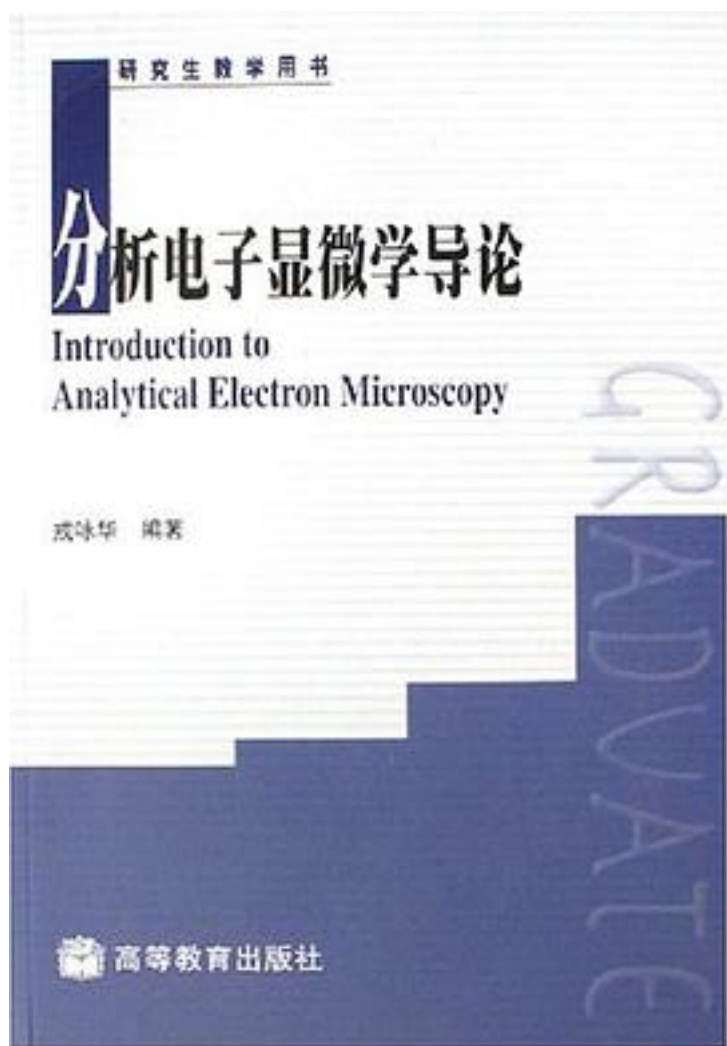 研究生教学用书
分析电子显微学导论
Introduction to
Analytical Electron Microscopy
戎咏华 编著
GRADVATE
高等教育出版社